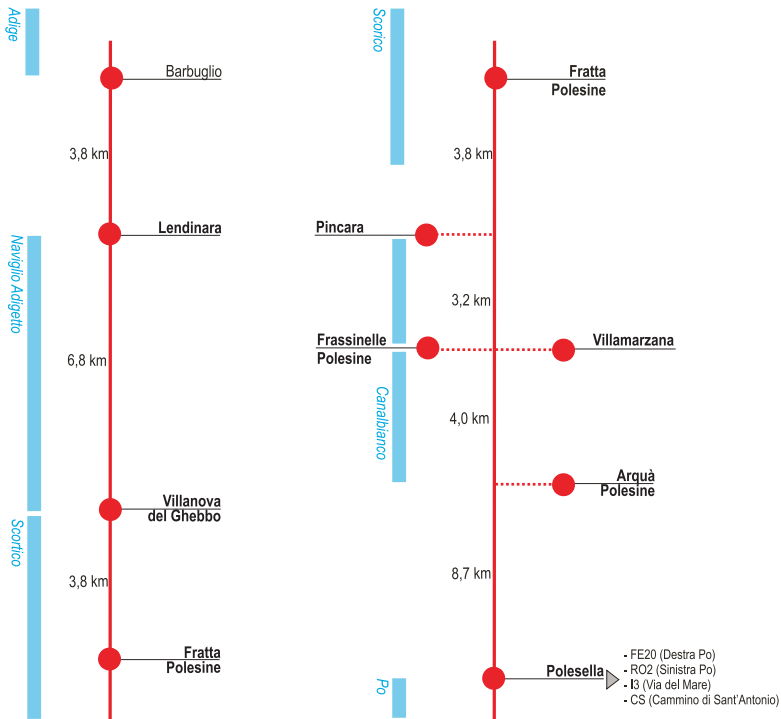 Adige
Barbuglio
3,8 km
Lendinara
Naviglio Adigetto
6,8 km
Villanova
del Ghebbo
Scortico
3,8 km
Fratta
Polesine
Scorico
Fratta
Polesine
3,8 km
Pincara
3,2 km
Frassinelle
Polesine
Villamarzana
Canalbianco
4,0 km
Arquà
Polesine
8,7 km
Po
Polesella
- FE20 (Destra Po)
- RO2 (Sinistra Po)
- I3 (Via del Mare)
- CS (Cammino di Sant'Antonio)